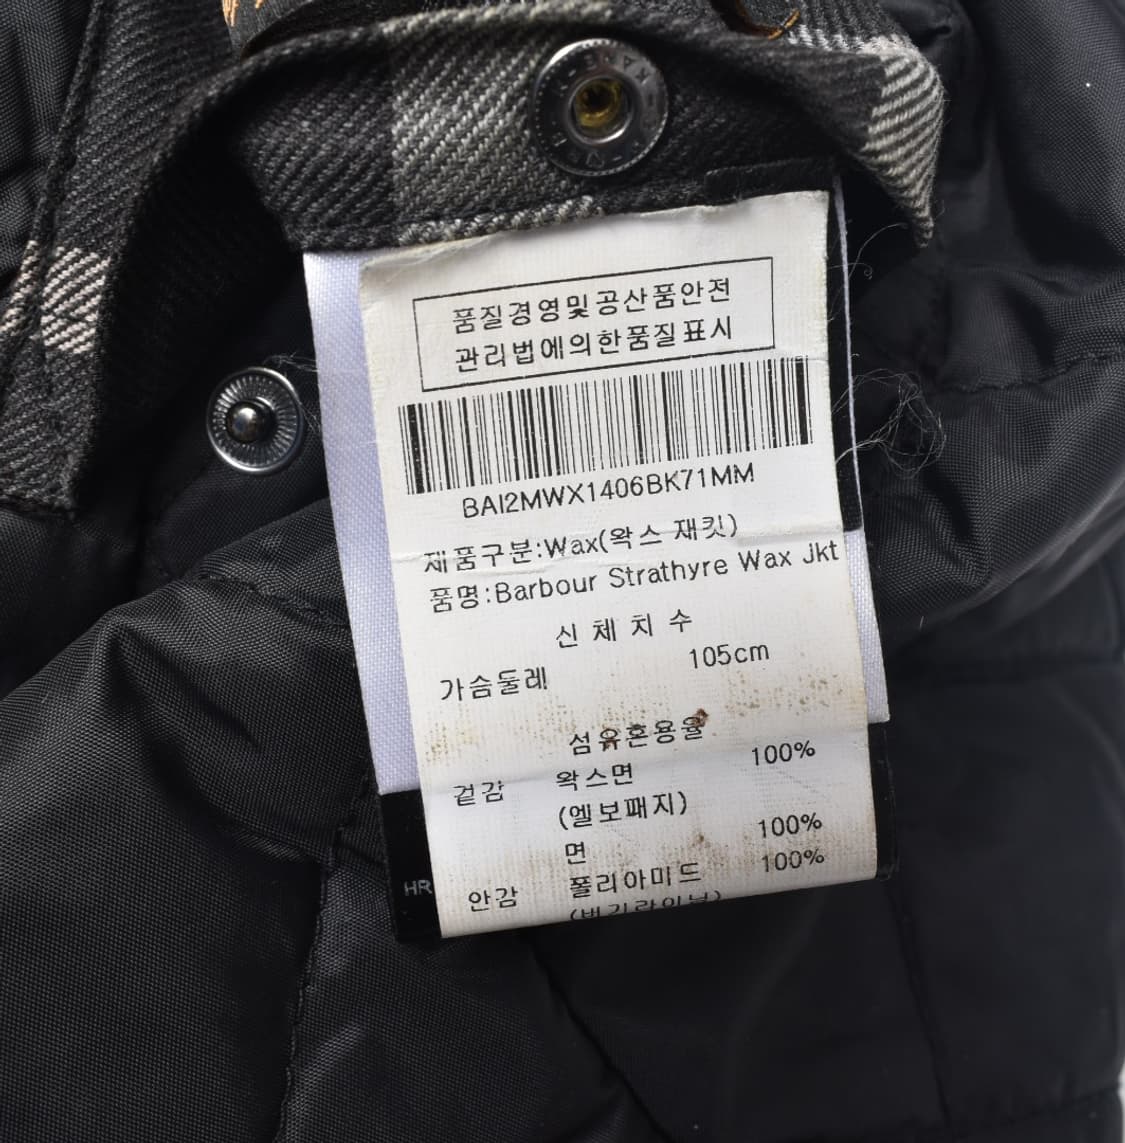 품질경영및공산품안전
관리법에의한품질표시
BAI2MWX1406BK71MM
제품구분:Wax(왁스 재킷)
품명:Barbour Strathyre Wax Jkt
신 체 치 수
가슴둘레 105cm
섬유혼용율
겉감 왁스면 100%
(엘보패지)
면 100%
안감 폴리아미드 100%
HR